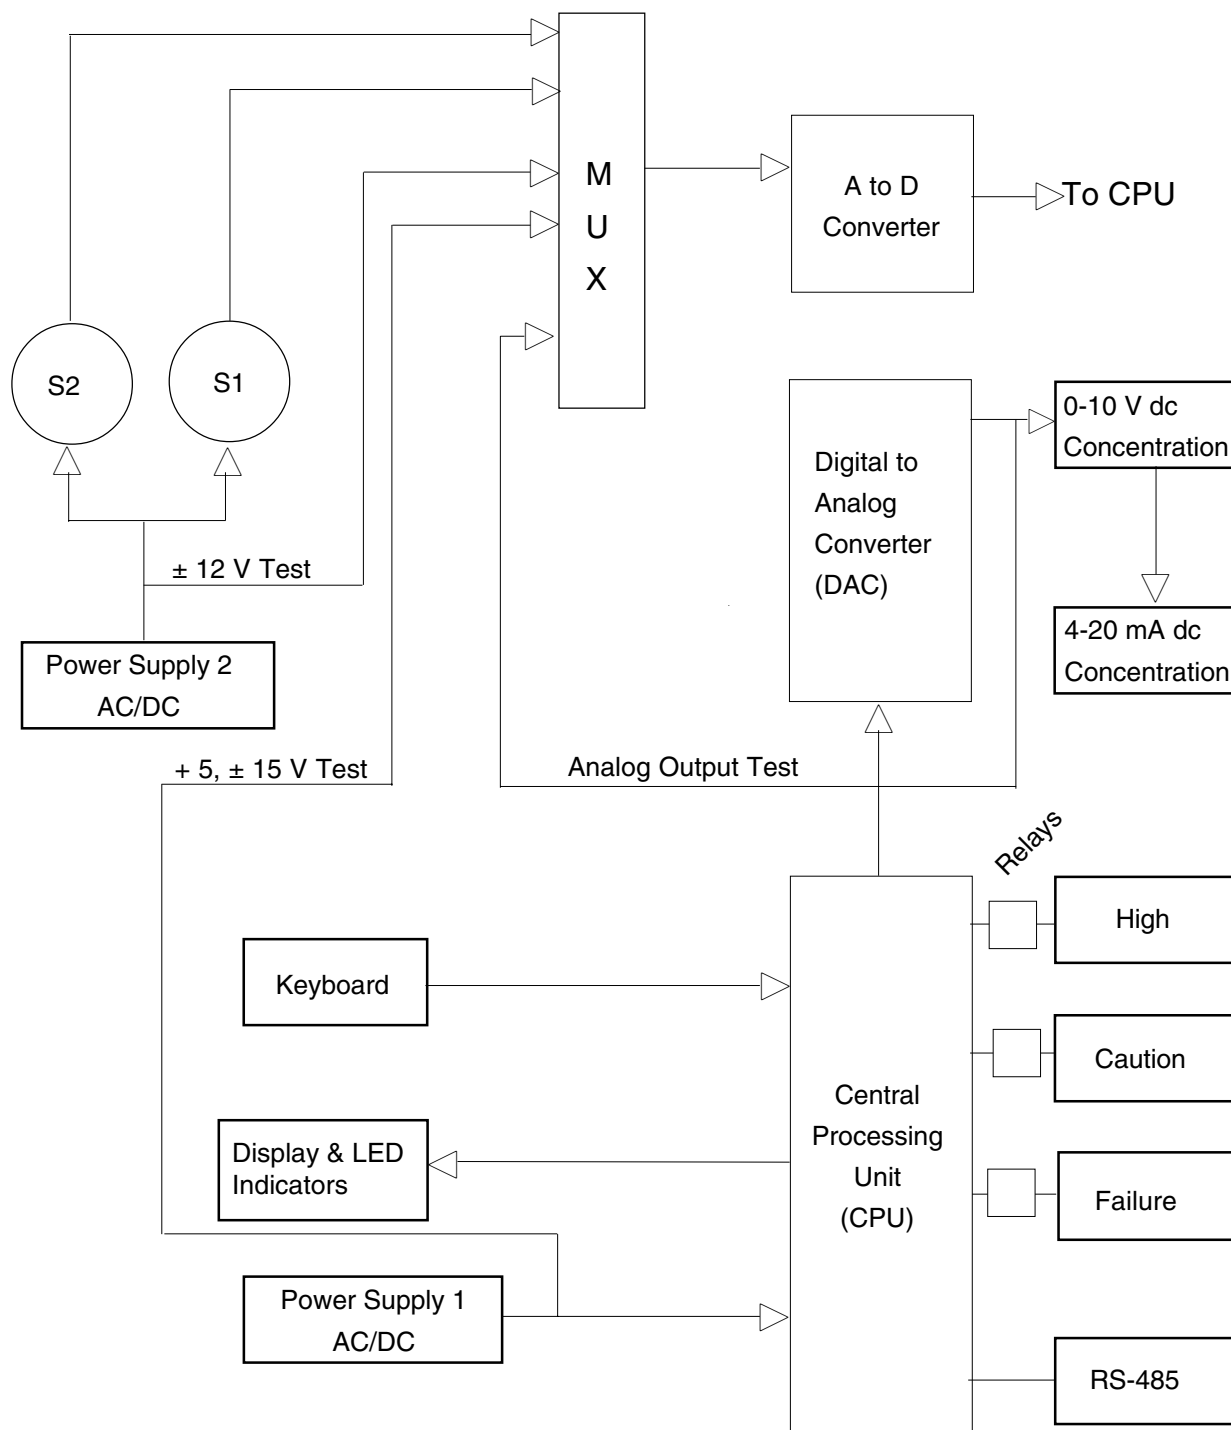 M
U
X
A to D
Converter
To CPU
S2
S1
0-10 V dc
Concentration
Digital to
Analog
Converter
(DAC)
± 12 V Test
4-20 mA dc
Concentration
Power Supply 2
AC/DC
+ 5, ± 15 V Test
Analog Output Test
Relays
High
Keyboard
Caution
Central
Processing
Unit
(CPU)
Display & LED
Indicators
Failure
Power Supply 1
AC/DC
RS-485